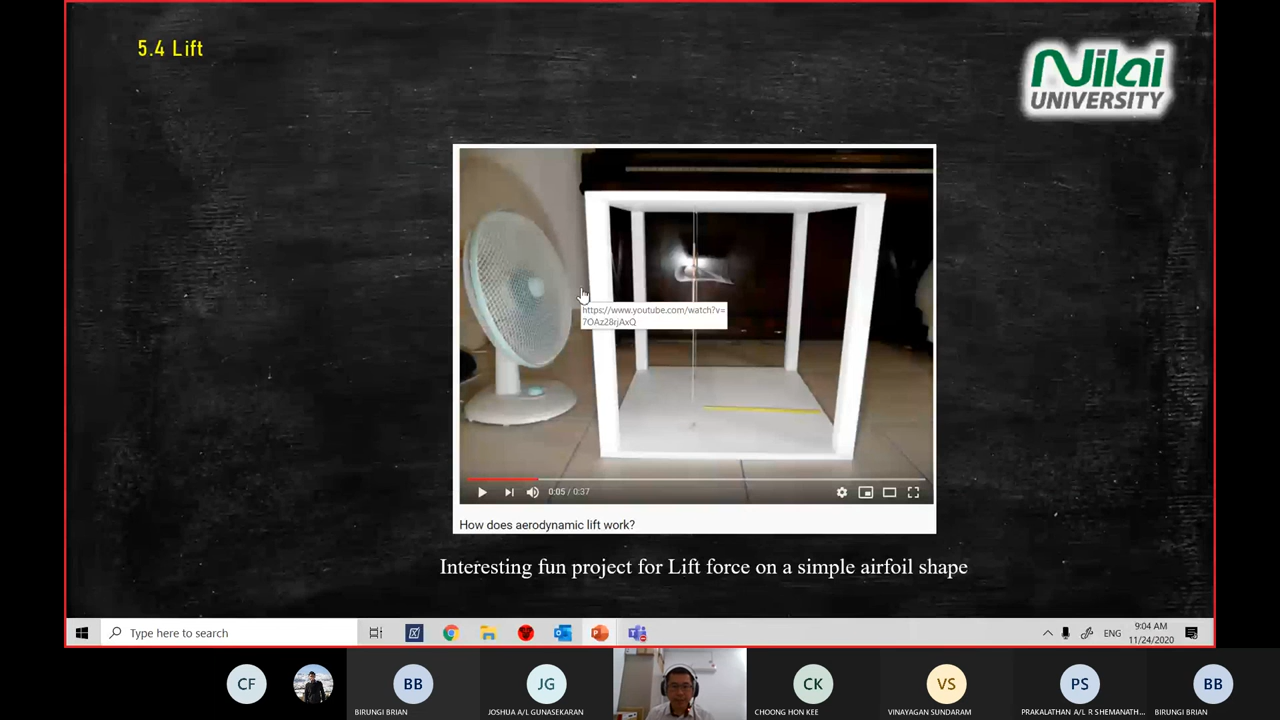 5.4 Lift
Nilai
UNIVERSITY
https://www.youtube.com/watch?v=
7OAz28rjAxQ
0:05 / 0:37
How does aerodynamic lift work?
Interesting fun project for Lift force on a simple airfoil shape
Type here to search
ENG
9:04 AM
11/24/2020
CF
BB
JG
CK
VS
PS
BB
BIRUNGI BRIAN
JOSHUA A/L GUNASEKARAN
CHOONG HON KEE
VINAYAGAN SUNDARAM
PRAKALATHAN A/L R SHEMANATH...
BIRUNGI BRIAN